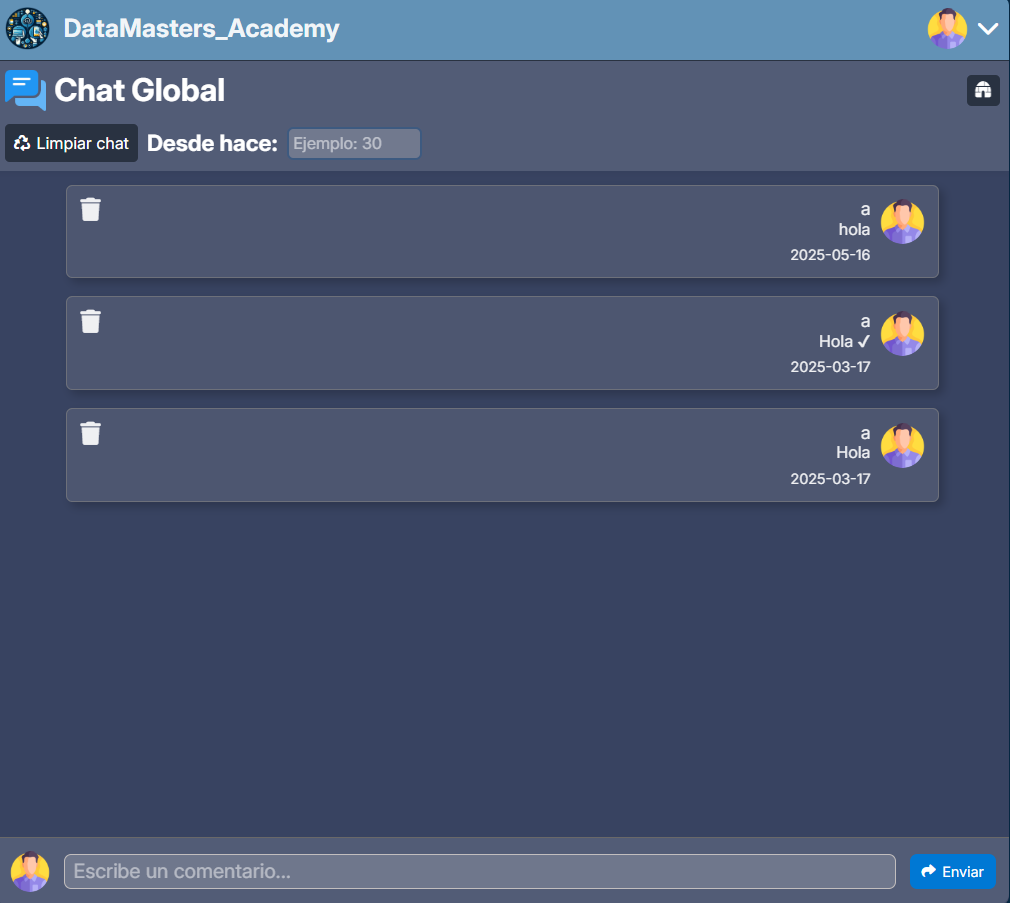 DataMasters_Academy
Chat Global
Limpiar chat Desde hace: Ejemplo: 30
a
hola
2025-05-16
a
Hola ✓
2025-03-17
a
Hola
2025-03-17
Escribe un comentario... Enviar